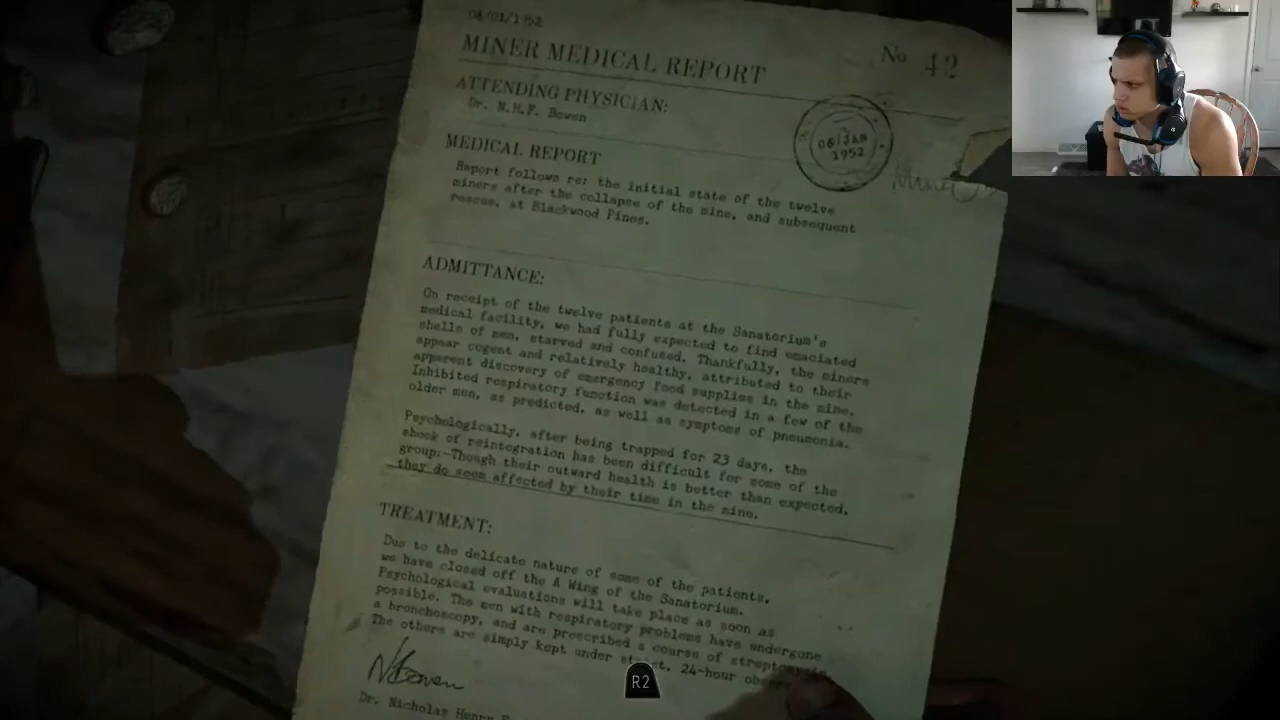 08/01/1952
MINER MEDICAL REPORT
No 42
ATTENDING PHYSICIAN:
Dr. N.H.F. Bowen
06 JAN
1952
MEDICAL REPORT
Report follows re: the initial state of the twelve
miners after the collapse of the mine, and subsequent
rescue, at Blackwood Pines.
ADMITTANCE:
On receipt of the twelve patients at the Sanatorium's
medical facility, we had fully expected to find emaciated
shells of men, starved and confused. Thankfully, the miners
appear cogent and relatively healthy, attributed to their
apparent discovery of emergency food supplies in the mine.
Inhibited respiratory function was detected in a few of the
older men, as predicted, as well as symptoms of pneumonia.
Psychologically, after being trapped for 23 days, the
shock of reintegration has been difficult for some of the
group. Though their outward health is better than expected,
they do seem affected by their time in the mine.
TREATMENT:
Due to the delicate nature of some of the patients,
we have closed off the A Wing of the Sanatorium.
Psychological evaluations will take place as soon as
possible. The men with respiratory problems have undergone
a bronchoscopy, and are prescribed a course of
The others are simply kept under 24-hour
NBowen
Dr. Nicholas Henry
R2